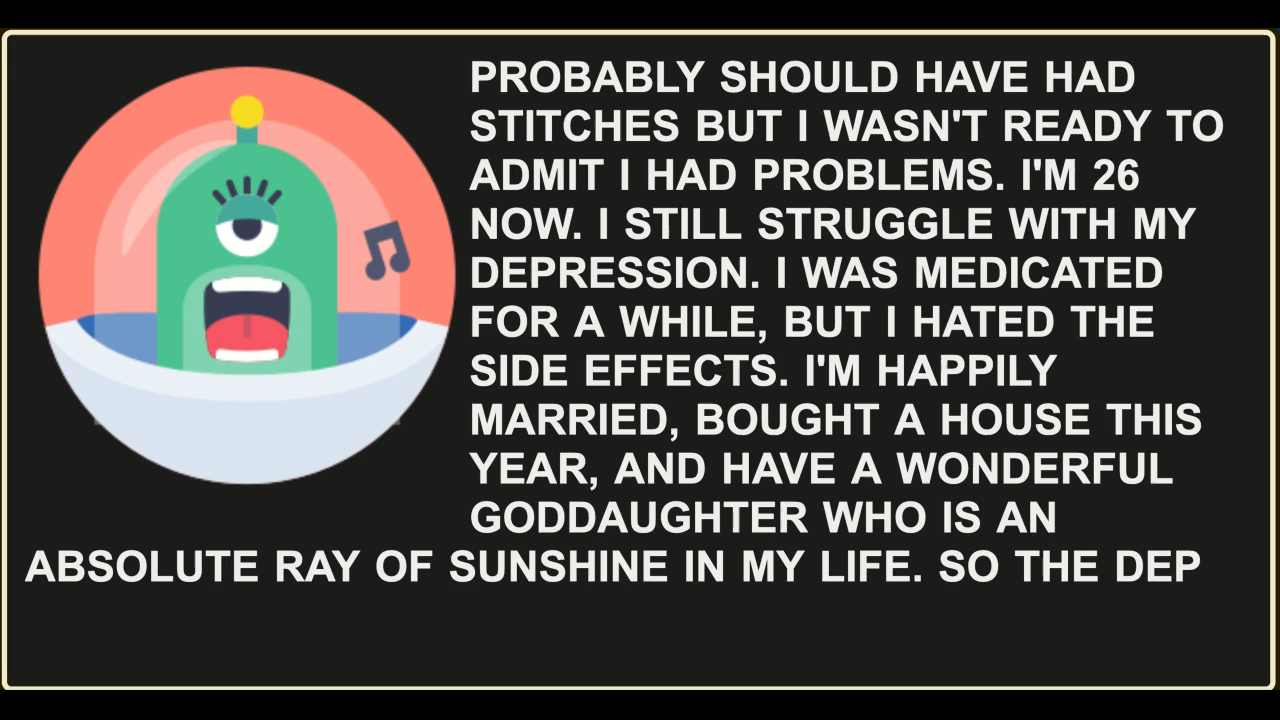 PROBABLY SHOULD HAVE HAD
STITCHES BUT I WASN'T READY TO
ADMIT I HAD PROBLEMS. I'M 26
NOW. I STILL STRUGGLE WITH MY
DEPRESSION. I WAS MEDICATED
FOR A WHILE, BUT I HATED THE
SIDE EFFECTS. I'M HAPPILY
MARRIED, BOUGHT A HOUSE THIS
YEAR, AND HAVE A WONDERFUL
GODDAUGHTER WHO IS AN
ABSOLUTE RAY OF SUNSHINE IN MY LIFE. SO THE DEP